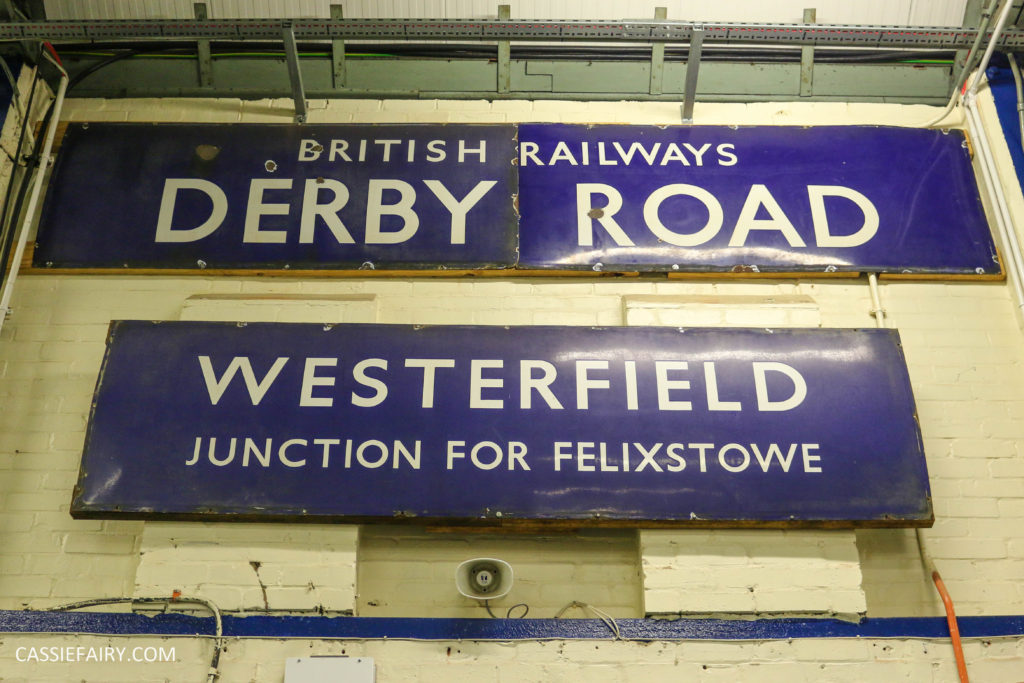 BRITISH RAILWAYS
DERBY ROAD
WESTERFIELD
JUNCTION FOR FELIXSTOWE
CASSIEFAIRY.COM